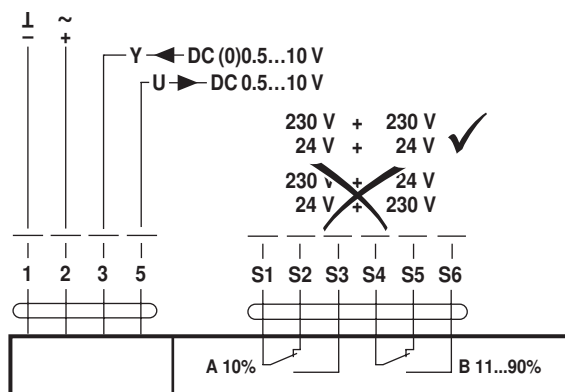 ⊥ ~
– +
Y DC (0)0.5...10 V
U DC 0.5...10 V
230 V + 230 V
24 V + 24 V
230 V + 24 V
24 V + 230 V
1 2 3 5 S1 S2 S3 S4 S5 S6
A 10% B 11...90%